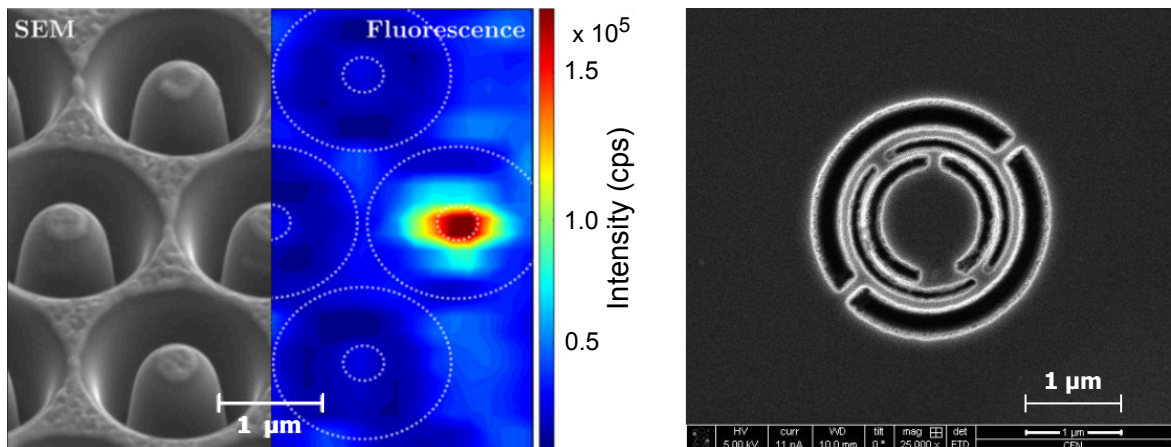 SEM
Fluorescence
x 10⁵
1.5
1.0
0.5
Intensity (cps)
1 µm
1 µm
HV curr WD tilt mag det
5.00 kV 11 pA 10.0 mm 0 ° 25,000 x ETD
1 µm
CEN